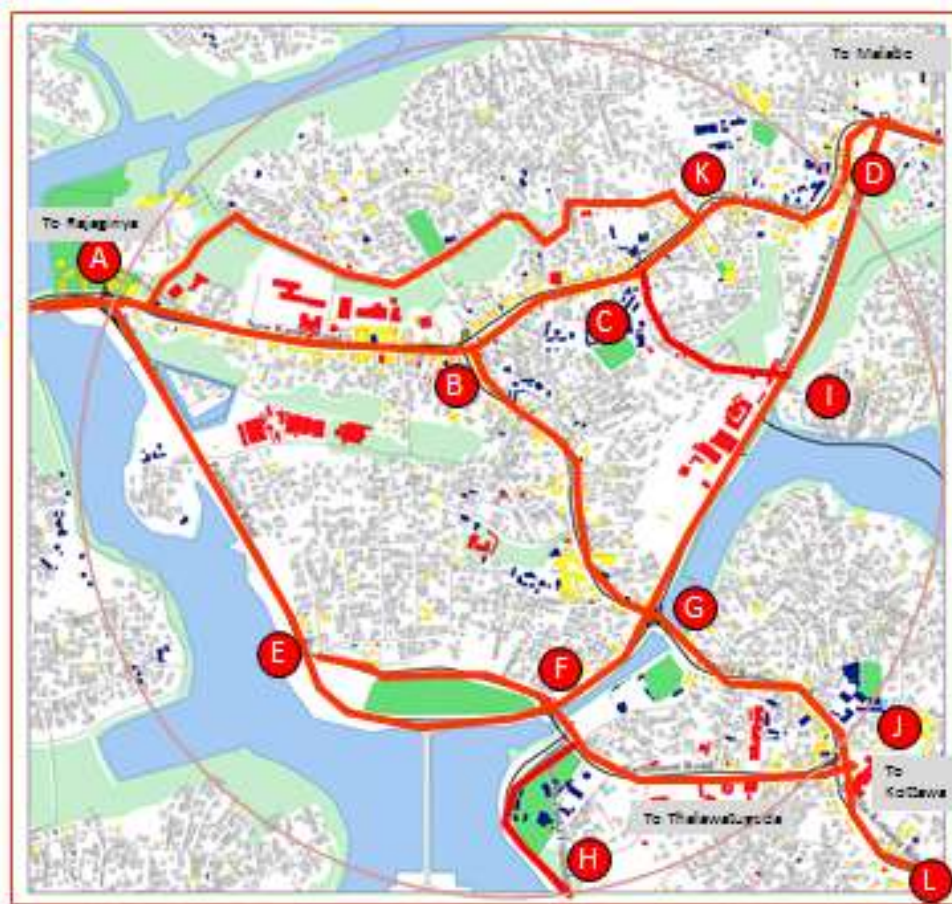 To Malabe
K
D
To Rajagiriya
A
C
B
I
G
E
F
J
To
Kottawa
To Thalawatugoda
H
L